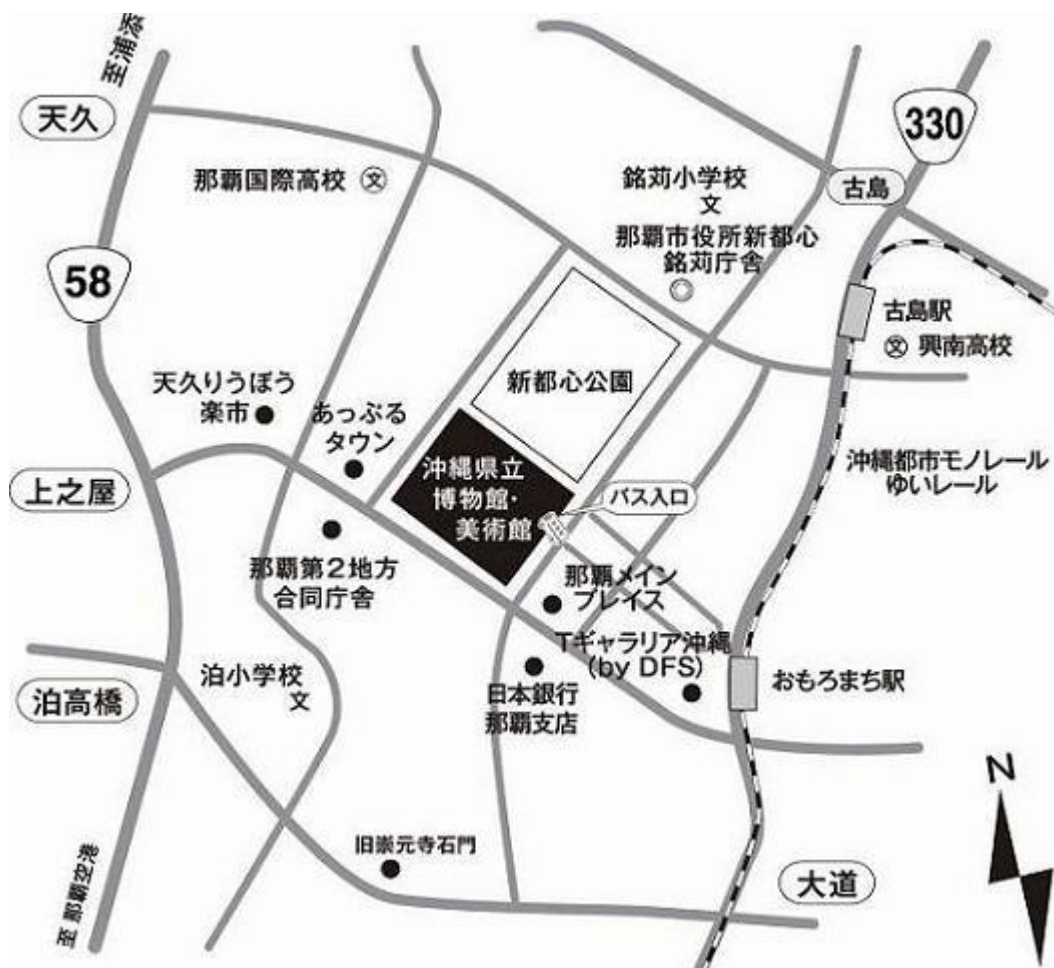 至浦添
天久
330
那覇国際高校 文
銘苅小学校
文
古島
那覇市役所新都心
銘苅庁舎
58
古島駅
文 興南高校
天久りうぼう
楽市
あっぷる
タウン
新都心公園
沖縄県立
博物館・
美術館
バス入口
沖縄都市モノレール
ゆいレール
上之屋
那覇第2地方
合同庁舎
那覇メイン
プレイス
Tギャラリア沖縄
(by DFS)
泊小学校
文
日本銀行
那覇支店
おもろまち駅
泊高橋
N
旧崇元寺石門
大道
至 那覇空港